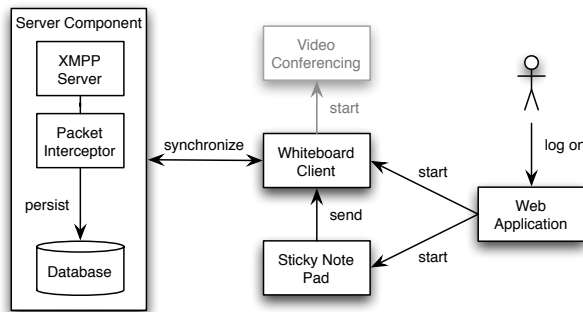 Server Component
XMPP
Server
Packet
Interceptor
persist
Database
synchronize
Video
Conferencing
start
Whiteboard
Client
send
Sticky Note
Pad
start
start
log on
Web
Application